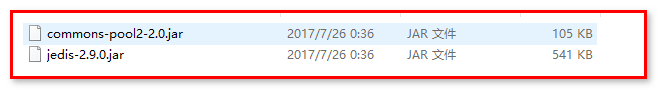 commons-pool2-2.0.jar 2017/7/26 0:36 JAR 文件 105 KB
jedis-2.9.0.jar 2017/7/26 0:36 JAR 文件 541 KB